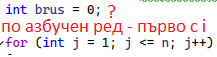 int brus = 0; ?
по азбучен ред - първо с i
for (int j = 1; j <= n; j++)